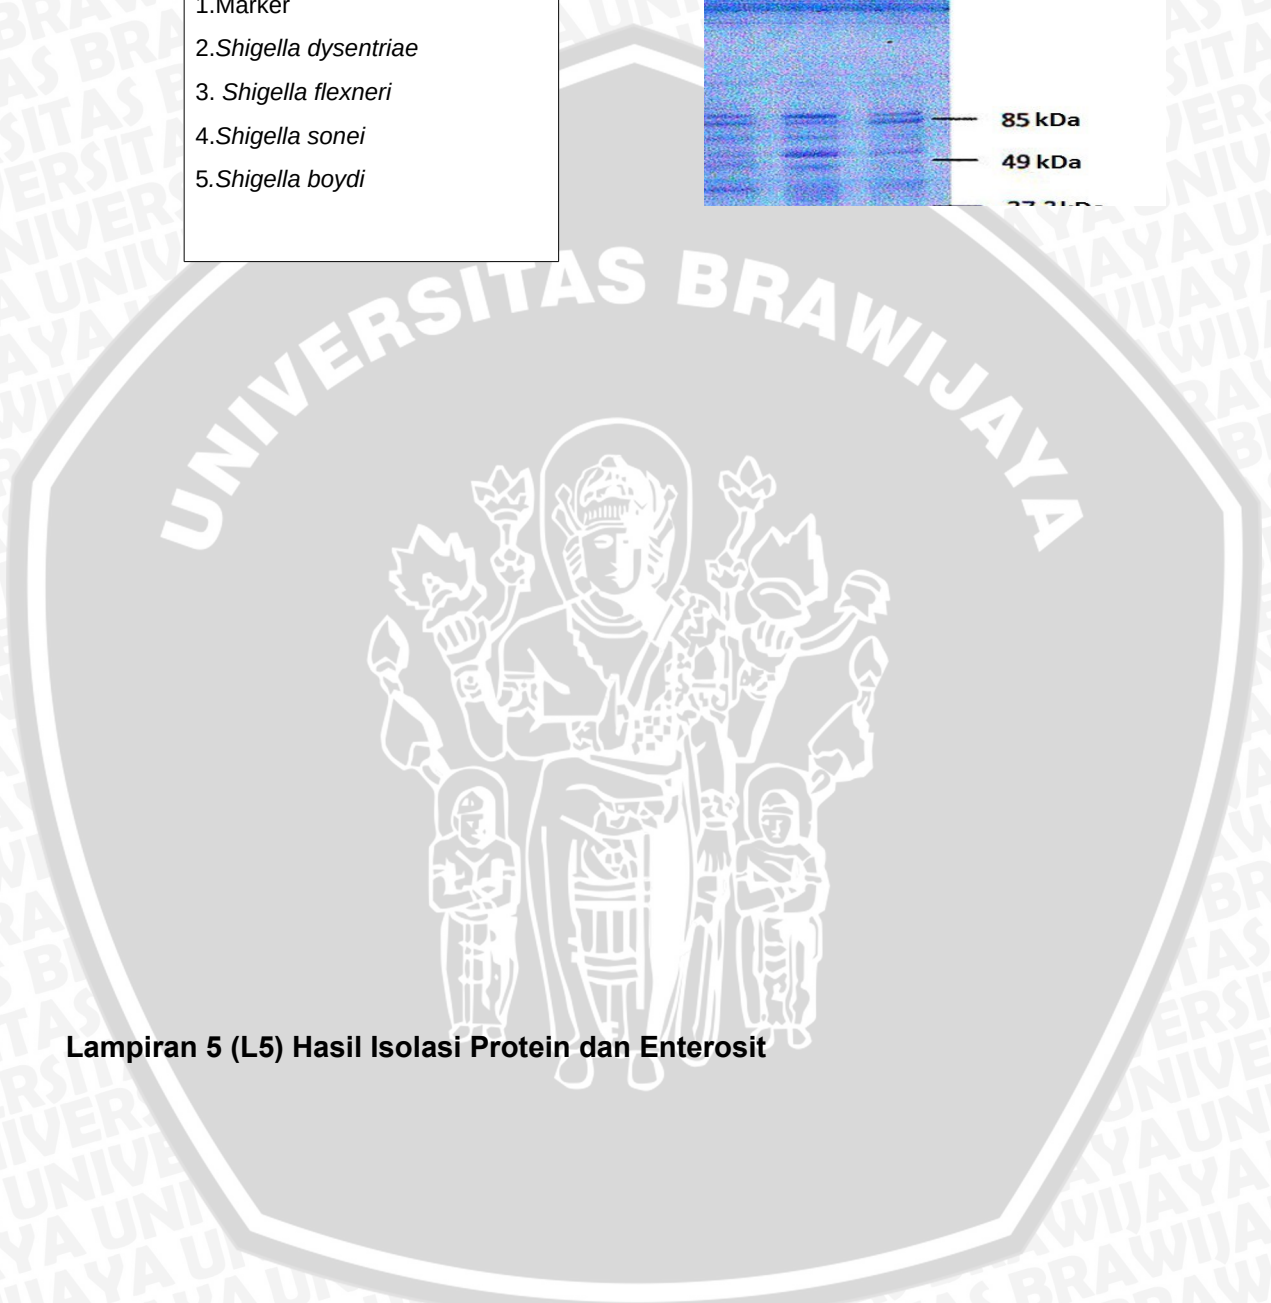 1.Marker
2.Shigella dysentriae
3. Shigella flexneri
4.Shigella sonei
5.Shigella boydi
85 kDa
49 kDa
UNIVERSITAS BRAWIJAYA
Lampiran 5 (L5) Hasil Isolasi Protein dan Enterosit